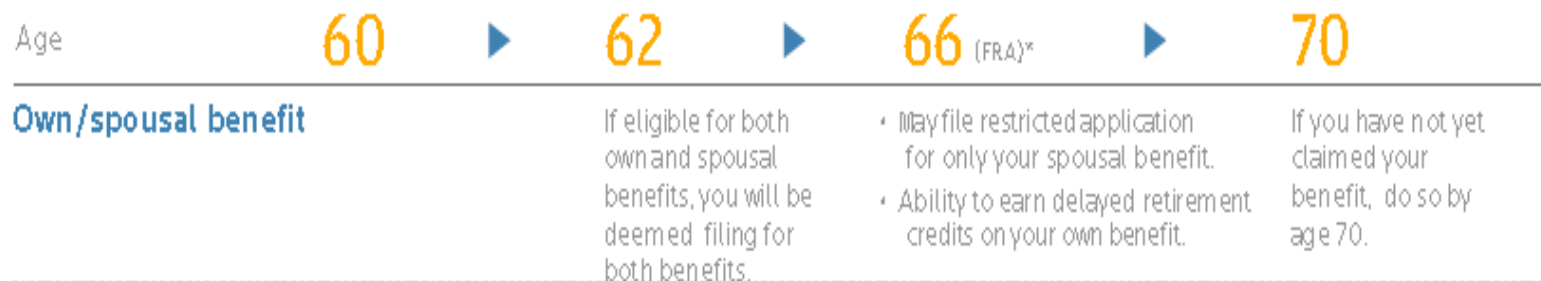 Age 60 62 66 (FRA)* 70
Own/spousal benefit
If eligible for both
own and spousal
benefits, you will be
deemed filing for
both benefits.
• May file restricted application
for only your spousal benefit.
• Ability to earn delayed retirement
credits on your own benefit.
If you have not yet
claimed your
benefit, do so by
age 70.